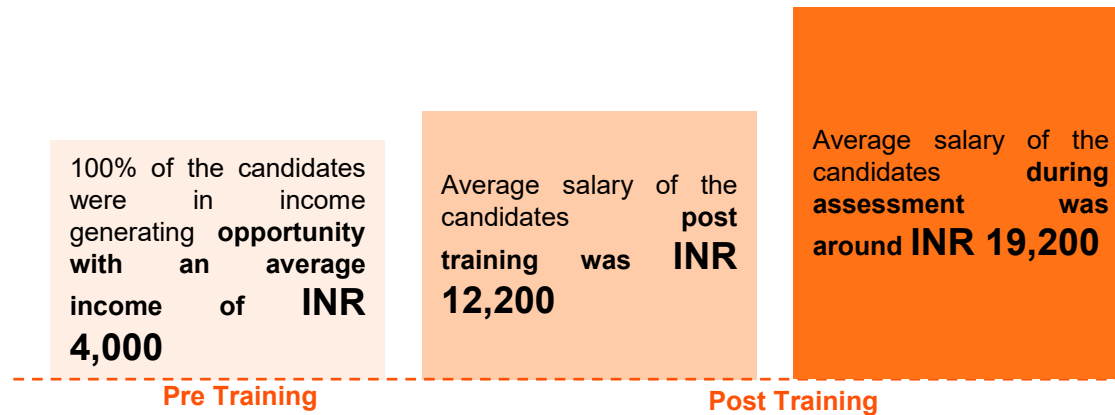 100% of the candidates
were in income
generating opportunity
with an average
income of INR
4,000
Average salary of the
candidates post
training was INR
12,200
Average salary of the
candidates during
assessment was
around INR 19,200
Pre Training
Post Training